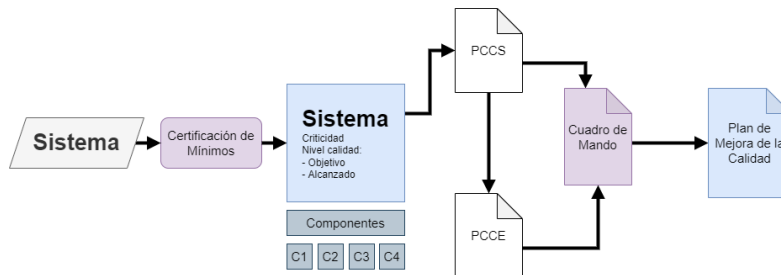 Sistema
Certificación de
Mínimos
Sistema
Criticidad
Nivel calidad:
- Objetivo
- Alcanzado
Componentes
C1 C2 C3 C4
PCCS
PCCE
Cuadro de
Mando
Plan de
Mejora de la
Calidad